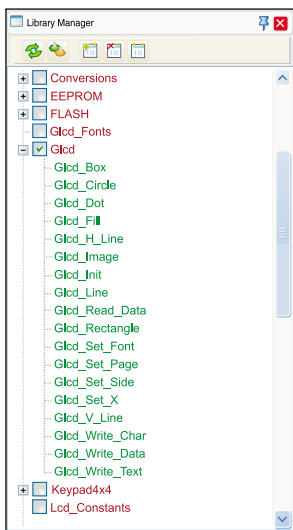 Library Manager
Conversions
EEPROM
FLASH
Glcd_Fonts
Glcd
Glcd_Box
Glcd_Circle
Glcd_Dot
Glcd_Fill
Glcd_H_Line
Glcd_Image
Glcd_Init
Glcd_Line
Glcd_Read_Data
Glcd_Rectangle
Glcd_Set_Font
Glcd_Set_Page
Glcd_Set_Side
Glcd_Set_X
Glcd_V_Line
Glcd_Write_Char
Glcd_Write_Data
Glcd_Write_Text
Keypad4x4
Lcd_Constants